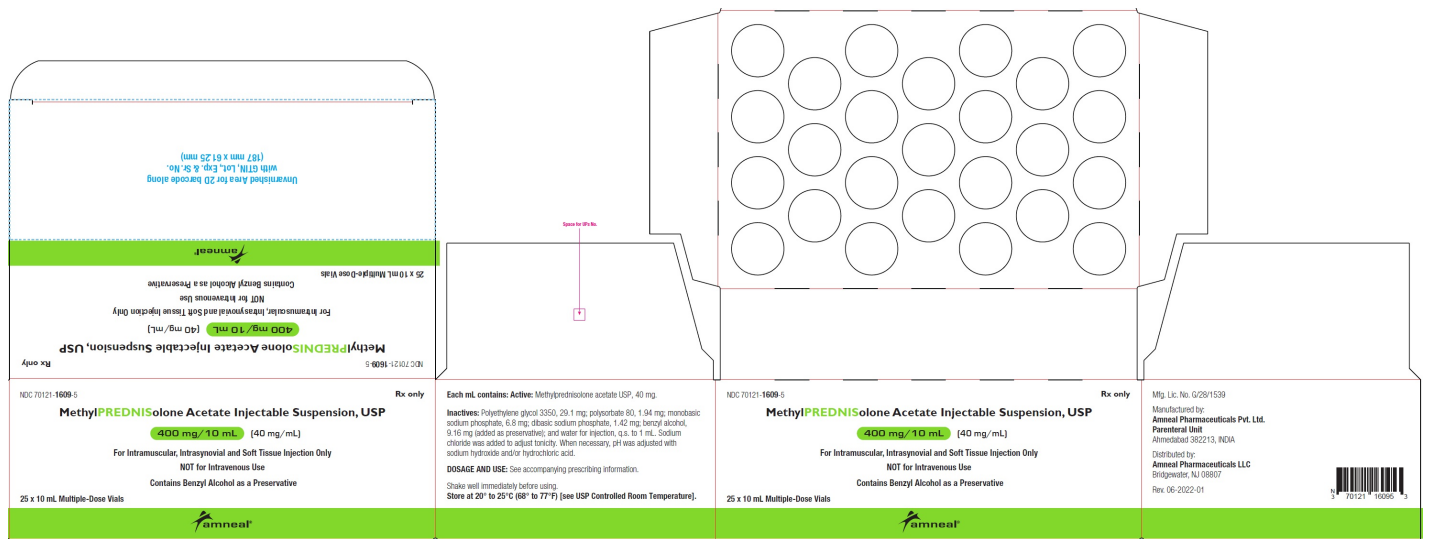 Unvarnished Area for 2D barcode along
with GTIN, Lot, Exp. & Sr. No.
(187 mm x 61.25 mm)
amneal®
NDC 70121-1609-5
Rx only
MethylPREDNISolone Acetate Injectable Suspension, USP
400 mg/10 mL (40 mg/mL)
For Intramuscular, Intrasynovial and Soft Tissue Injection Only
NOT for Intravenous Use
Contains Benzyl Alcohol as a Preservative
25 x 10 mL Multiple-Dose Vials
Space for UPs No.
NDC 70121-1609-5
Rx only
MethylPREDNISolone Acetate Injectable Suspension, USP
400 mg/10 mL (40 mg/mL)
For Intramuscular, Intrasynovial and Soft Tissue Injection Only
NOT for Intravenous Use
Contains Benzyl Alcohol as a Preservative
25 x 10 mL Multiple-Dose Vials
amneal®
Each mL contains: Active: Methylprednisolone acetate USP, 40 mg.
Inactives: Polyethylene glycol 3350, 29.1 mg; polysorbate 80, 1.94 mg; monobasic
sodium phosphate, 6.8 mg; dibasic sodium phosphate, 1.42 mg; benzyl alcohol,
9.16 mg (added as preservative); and water for injection, q.s. to 1 mL. Sodium
chloride was added to adjust tonicity. When necessary, pH was adjusted with
sodium hydroxide and/or hydrochloric acid.
DOSAGE AND USE: See accompanying prescribing information.
Shake well immediately before using.
Store at 20° to 25°C (68° to 77°F) [see USP Controlled Room Temperature].
NDC 70121-1609-5
Rx only
MethylPREDNISolone Acetate Injectable Suspension, USP
400 mg/10 mL (40 mg/mL)
For Intramuscular, Intrasynovial and Soft Tissue Injection Only
NOT for Intravenous Use
Contains Benzyl Alcohol as a Preservative
25 x 10 mL Multiple-Dose Vials
amneal®
Mfg. Lic. No. G/28/1539
Manufactured by:
Amneal Pharmaceuticals Pvt. Ltd.
Parenteral Unit
Ahmedabad 382213, INDIA
Distributed by:
Amneal Pharmaceuticals LLC
Bridgewater, NJ 08807
Rev. 06-2022-01
N
3 70121 16095 3